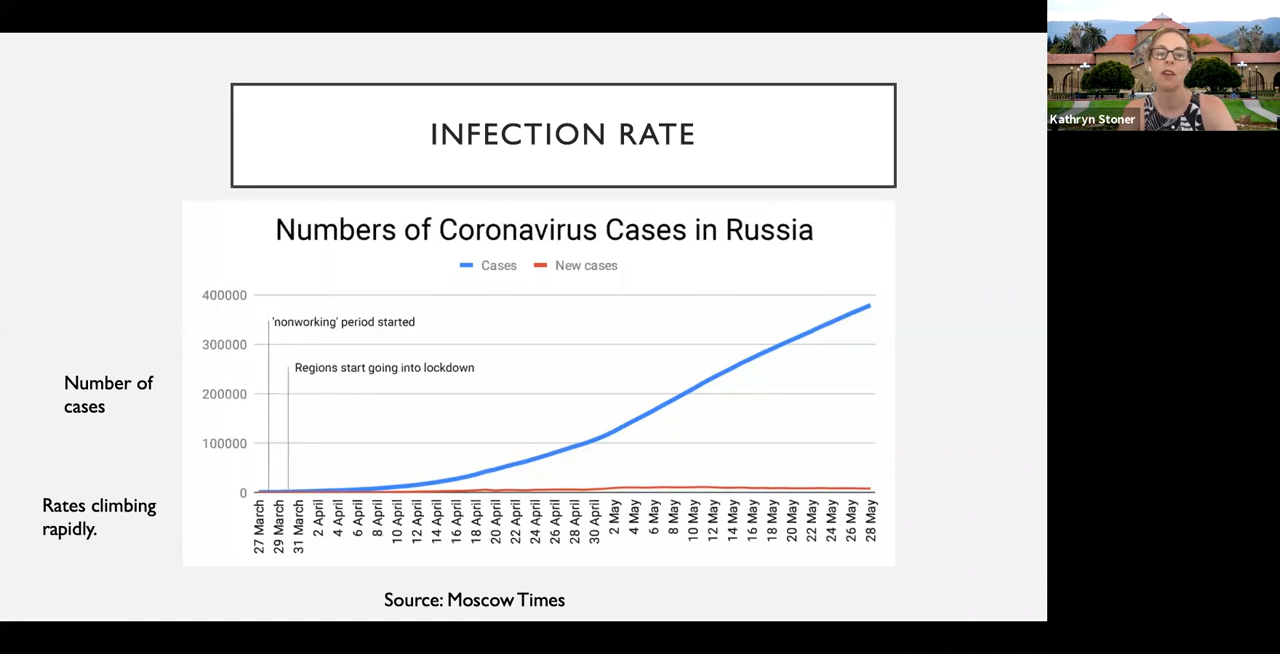 INFECTION RATE
Kathryn Stoner
Numbers of Coronavirus Cases in Russia
Cases New cases
400000
300000
200000
100000
0
'nonworking' period started
Regions start going into lockdown
Number of
cases
Rates climbing
rapidly.
27 March
29 March
31 March
2 April
4 April
6 April
8 April
10 April
12 April
14 April
16 April
18 April
20 April
22 April
24 April
26 April
28 April
30 April
2 May
4 May
6 May
8 May
10 May
12 May
14 May
16 May
18 May
20 May
22 May
24 May
26 May
28 May
Source: Moscow Times